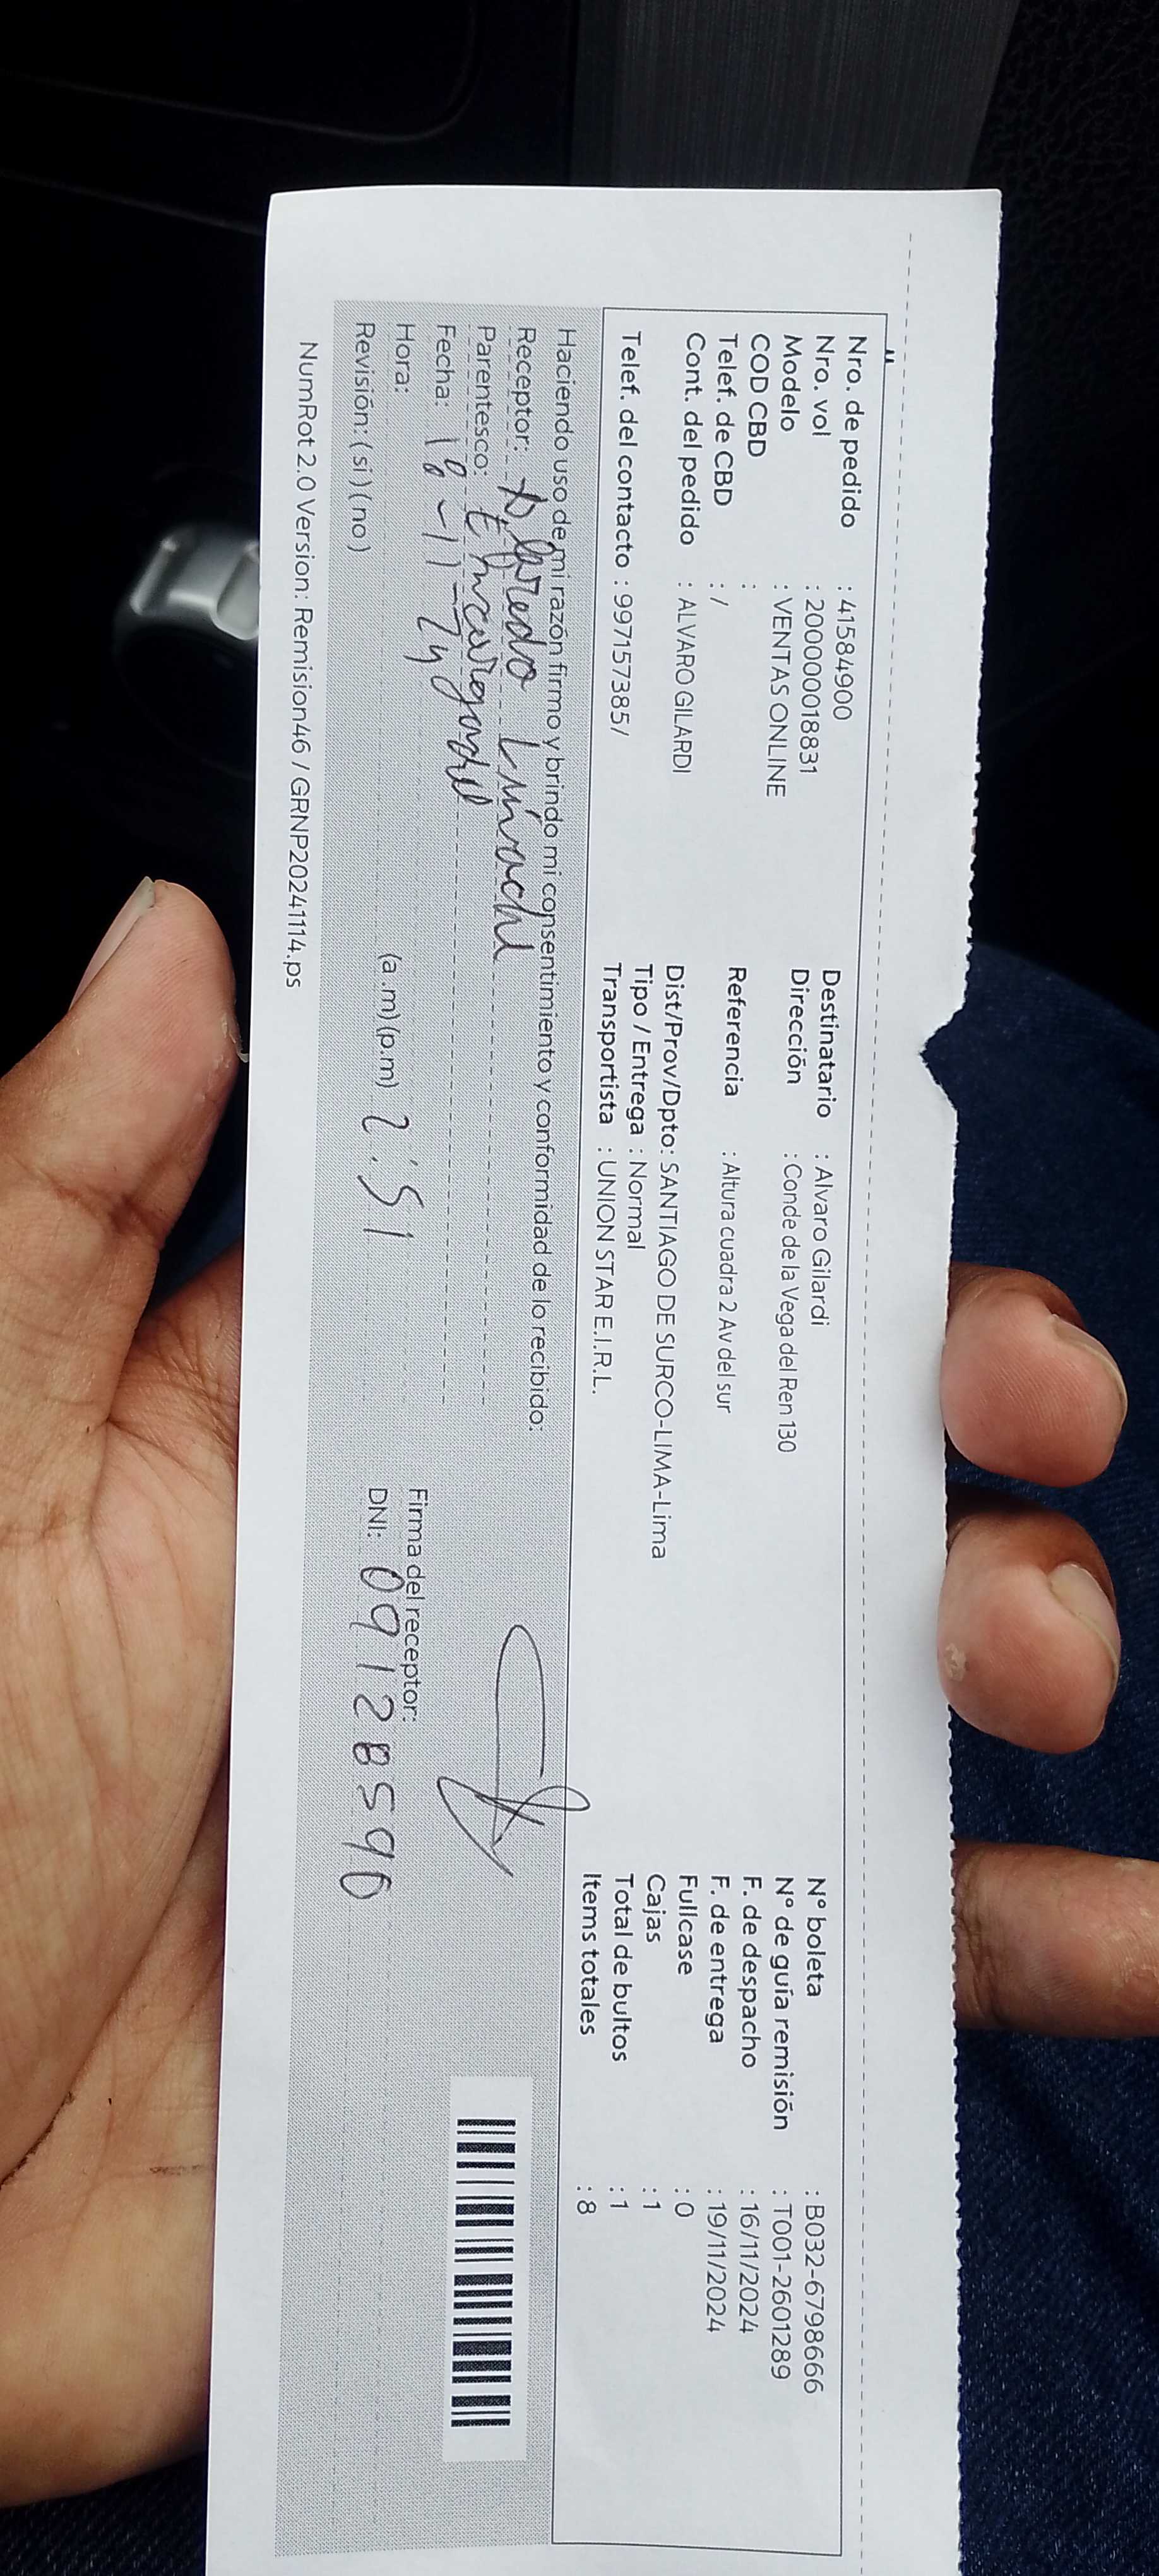 Nro. de pedido : 41584900
Nro. vol : 2000000018831
Modelo : VENTAS ONLINE
COD CBD :
Telef. de CBD : /
Cont. del pedido : ALVARO GILARDI
Telef. del contacto : 997157385/
Destinatario : Alvaro Gilardi
Dirección : Conde de la Vega del Ren 130
Referencia : Altura cuadra 2 Av del sur
Dist/Prov/Dpto: SANTIAGO DE SURCO-LIMA-Lima
Tipo / Entrega : Normal
Transportista : UNION STAR E.I.R.L.
Nº boleta : B032-6798666
Nº de guía remisión : T001-2601289
F. de despacho : 16/11/2024
F. de entrega : 19/11/2024
Fullcase : 0
Cajas : 1
Total de bultos : 1
Items totales : 8
Haciendo uso de mi razón firmo y brindo mi consentimiento y conformidad de lo recibido:
Receptor:
Parentesco: Encargado
Fecha: 18-11-24
Hora: (a.m)(p.m) 2:51
Revisión: (si) (no)
Firma del receptor:
DNI: 09128590
NumRot 2.0 Version: Remision46 / GRNP20241114.ps